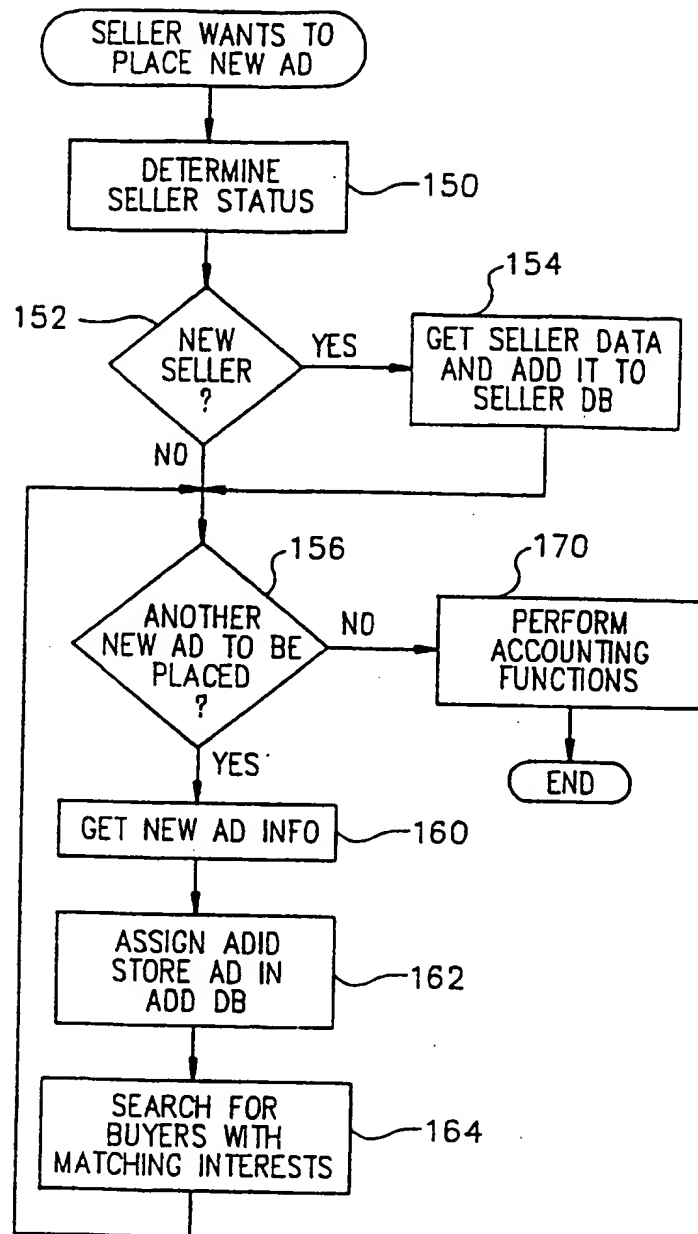 SELLER WANTS TO
PLACE NEW AD
DETERMINE
SELLER STATUS
150
152
NEW
SELLER
?
YES
154
GET SELLER DATA
AND ADD IT TO
SELLER DB
NO
156
ANOTHER
NEW AD TO BE
PLACED
?
NO
170
PERFORM
ACCOUNTING
FUNCTIONS
END
YES
GET NEW AD INFO
160
ASSIGN ADID
STORE AD IN
ADD DB
162
SEARCH FOR
BUYERS WITH
MATCHING INTERESTS
164